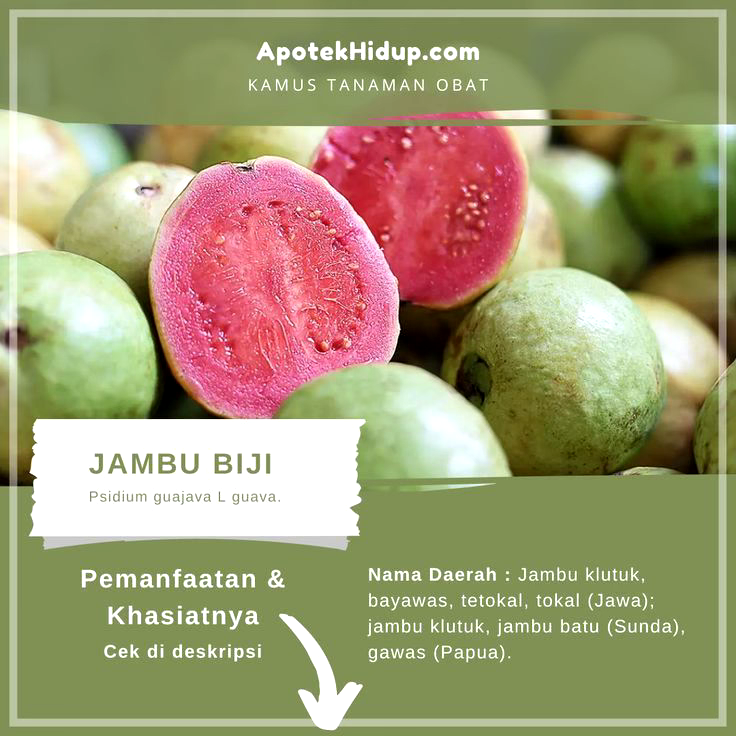 ApotekHidup.com
KAMUS TANAMAN OBAT
JAMBU BIJI
Psidium guajava L guava.
Pemanfaatan &
Khasiatnya
Cek di deskripsi
Nama Daerah : Jambu klutuk,
bayawas, tetokal, tokal (Jawa);
jambu klutuk, jambu batu (Sunda),
gawas (Papua).